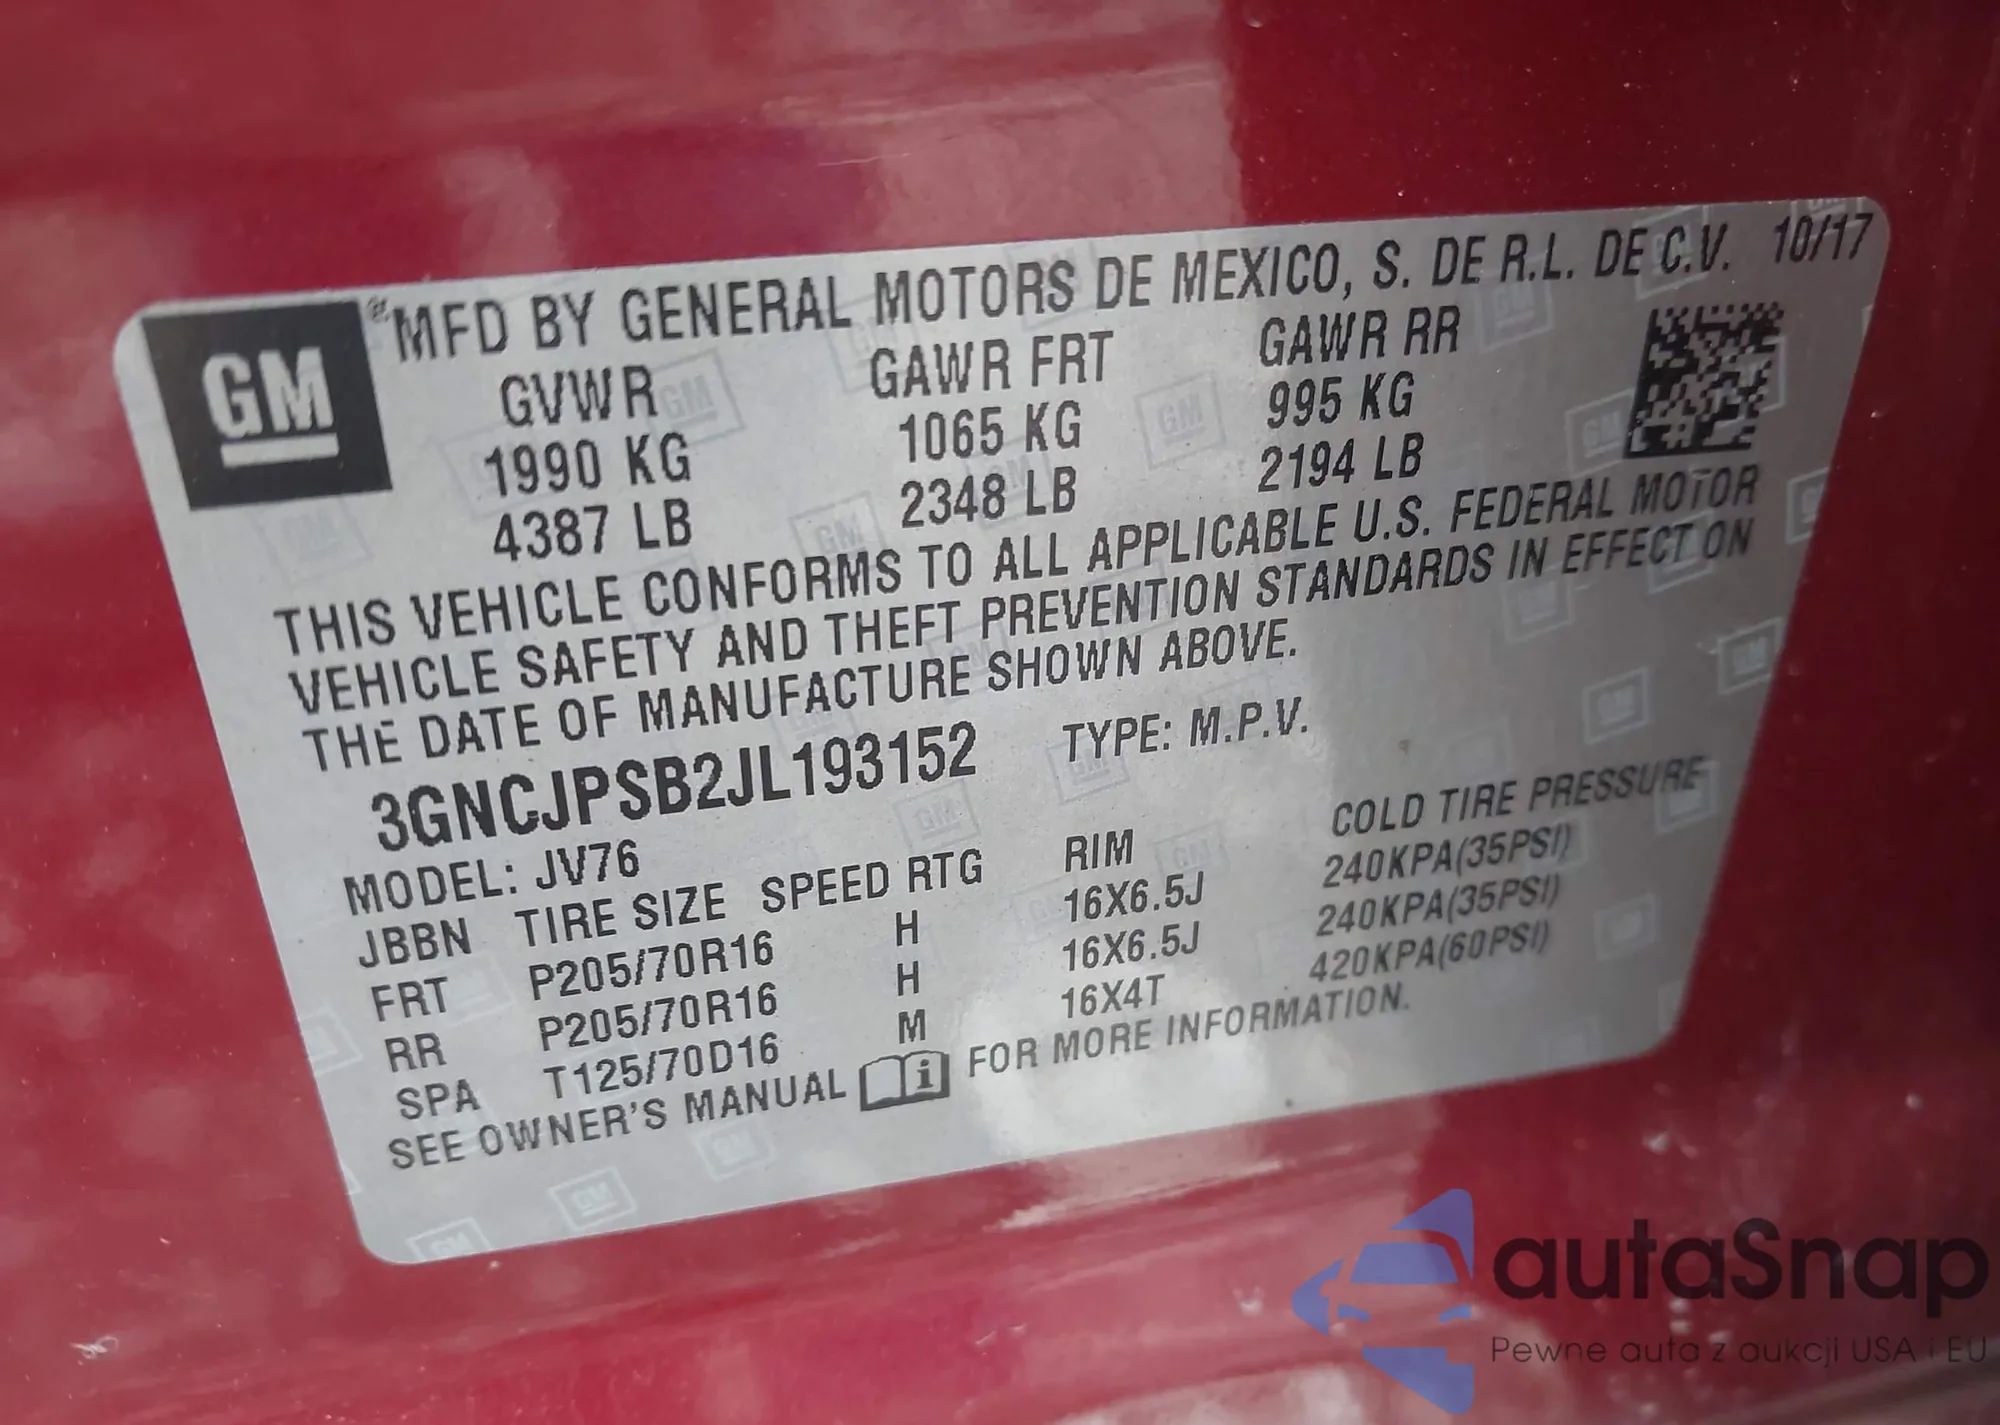 GM
® MFD BY GENERAL MOTORS DE MEXICO, S. DE R.L. DE C.V. 10/17
GVWR GAWR FRT GAWR RR
1990 KG 1065 KG 995 KG
4387 LB 2348 LB 2194 LB
THIS VEHICLE CONFORMS TO ALL APPLICABLE U.S. FEDERAL MOTOR
VEHICLE SAFETY AND THEFT PREVENTION STANDARDS IN EFFECT ON
THE DATE OF MANUFACTURE SHOWN ABOVE.
3GNCJPSB2JL193152 TYPE: M.P.V.
MODEL: JV76
JBBN TIRE SIZE SPEED RTG RIM COLD TIRE PRESSURE
FRT P205/70R16 H 16X6.5J 240KPA(35PSI)
RR P205/70R16 H 16X6.5J 240KPA(35PSI)
SPA T125/70D16 M 16X4T 420KPA(60PSI)
SEE OWNER'S MANUAL i FOR MORE INFORMATION.
autaSnap
Pewne auta z aukcji USA i EU